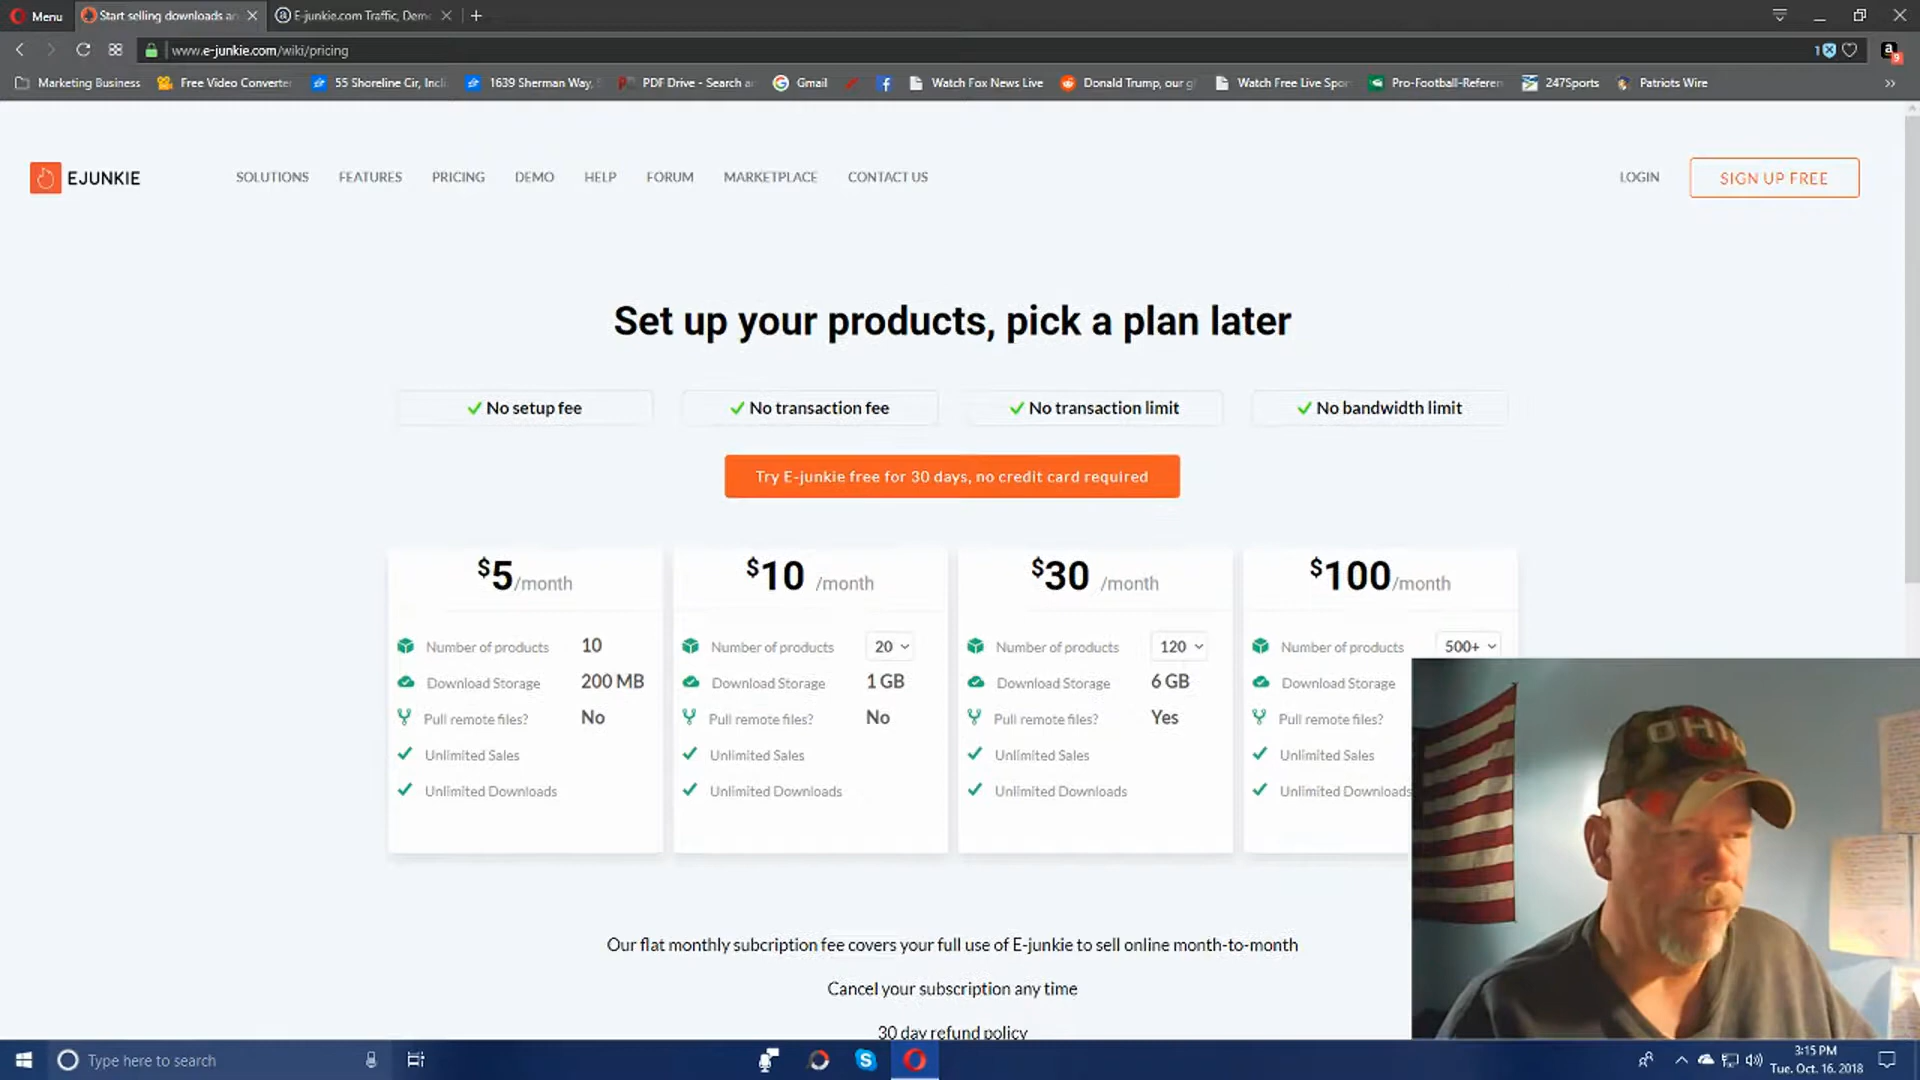 Menu
Start selling downloads an
E-junkie.com Traffic, Demo
www.e-junkie.com/wiki/pricing
1
a
9
Marketing Business
Free Video Converte
55 Shoreline Cir, Incli
1639 Sherman Way,
PDF Drive - Search a
Gmail
Watch Fox News Live
Donald Trump, our g
Watch Free Live Spo
Pro-Football-Referen
247Sports
Patriots Wire
EJUNKIE
SOLUTIONS
FEATURES
PRICING
DEMO
HELP
FORUM
MARKETPLACE
CONTACT US
LOGIN
SIGN UP FREE
Set up your products, pick a plan later
No setup fee
No transaction fee
No transaction limit
No bandwidth limit
Try E-junkie free for 30 days, no credit card required
$5/month
Number of products 10
Download Storage 200 MB
Pull remote files? No
Unlimited Sales
Unlimited Downloads
$10 /month
Number of products 20
Download Storage 1 GB
Pull remote files? No
Unlimited Sales
Unlimited Downloads
$30 /month
Number of products 120
Download Storage 6 GB
Pull remote files? Yes
Unlimited Sales
Unlimited Downloads
$100/month
Number of products 500+
Download Storage
Pull remote files?
Unlimited Sales
Unlimited Downloads
OHIO
Our flat monthly subcription fee covers your full use of E-junkie to sell online month-to-month
Cancel your subscription any time
30 day refund policy
Type here to search
3:15 PM
Tue. Oct. 16, 2018